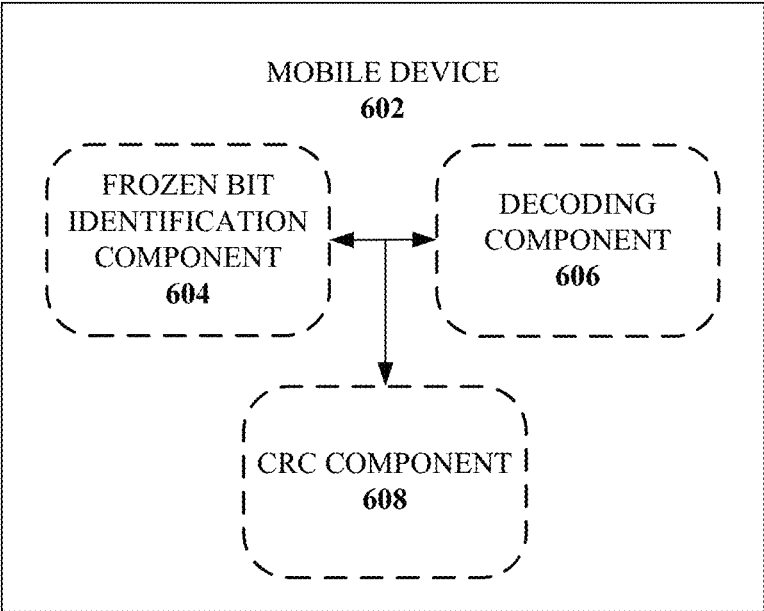 MOBILE DEVICE
602
FROZEN BIT
IDENTIFICATION
COMPONENT
604
DECODING
COMPONENT
606
CRC COMPONENT
608